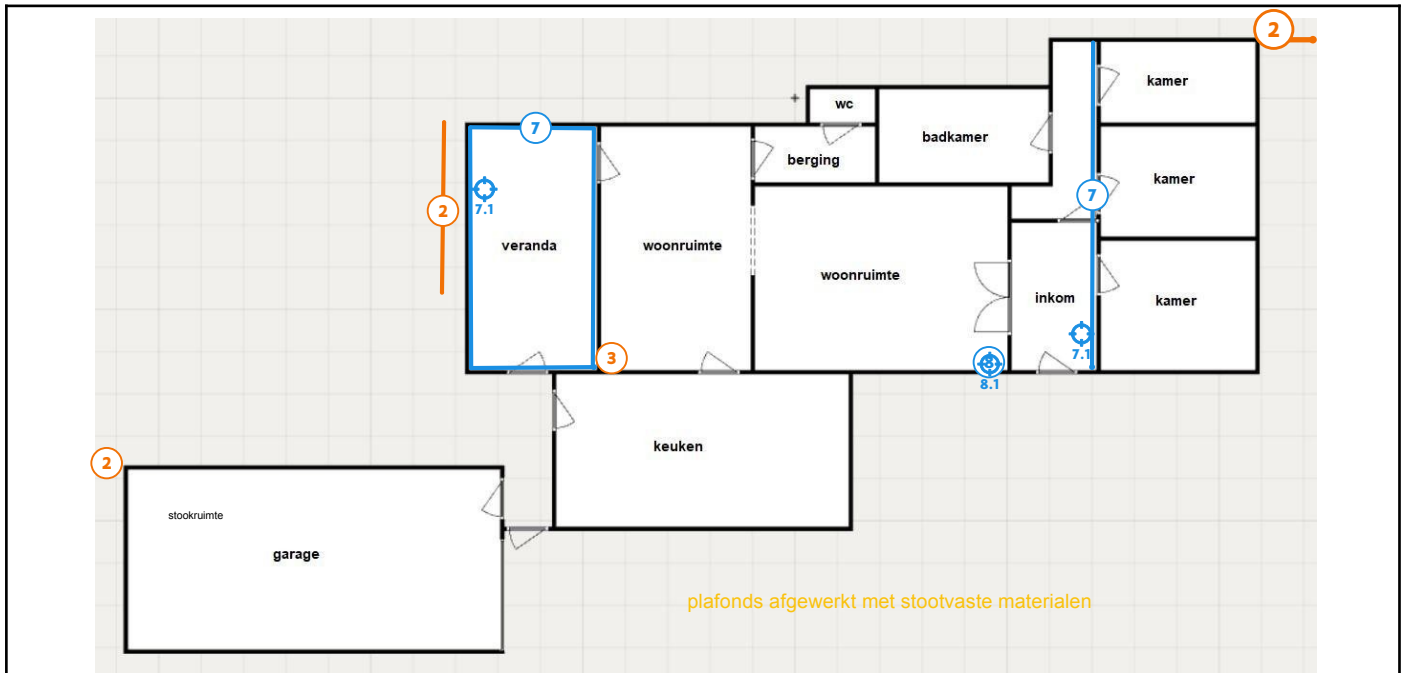 2
kamer
wc
badkamer
7
berging
kamer
7.1
2
7
veranda
woonruimte
woonruimte
inkom
kamer
7.1
3
8
8.1
keuken
2
stookruimte
garage
plafonds afgewerkt met stootvaste materialen